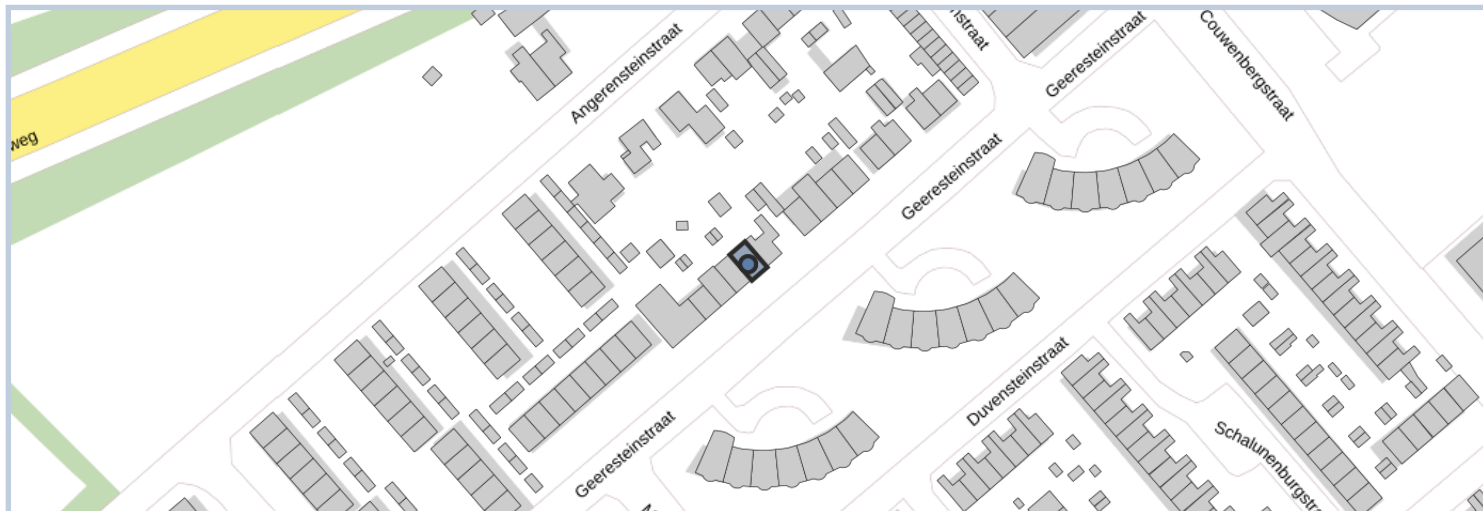 nstraat
Geeresteinstraat
Couwenbergstraat
Angerensteinstraat
weg
Geeresteinstraat
Duvensteinstraat
Geeresteinstraat
Schalunenburgstr